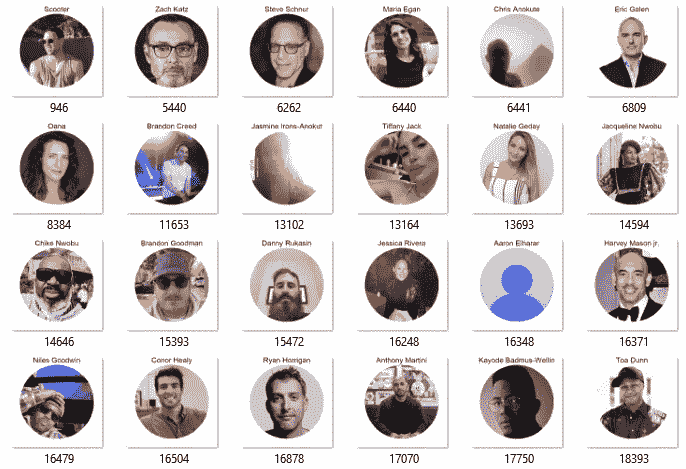 Scooter Zach Katz Steve Schnur Maria Egan Chris Anokute Eric Galen
946 5440 6262 6440 6441 6809
Dana Brandon Creed Jasmine Irons-Anokut Tiffany Jack Natalie Geday Jacqueline Nwobu
8384 11653 13102 13164 13693 14594
Chike Nwobu Brandon Goodman Danny Rukasin Jessica Rivera Aaron Elharar Harvey Mason jr.
14646 15393 15472 16248 16348 16371
Niles Goodwin Conor Healy Ryan Harrigan Anthony Martini Kayode Badmus-Wellin Toa Dunn
16479 16504 16878 17070 17750 18393